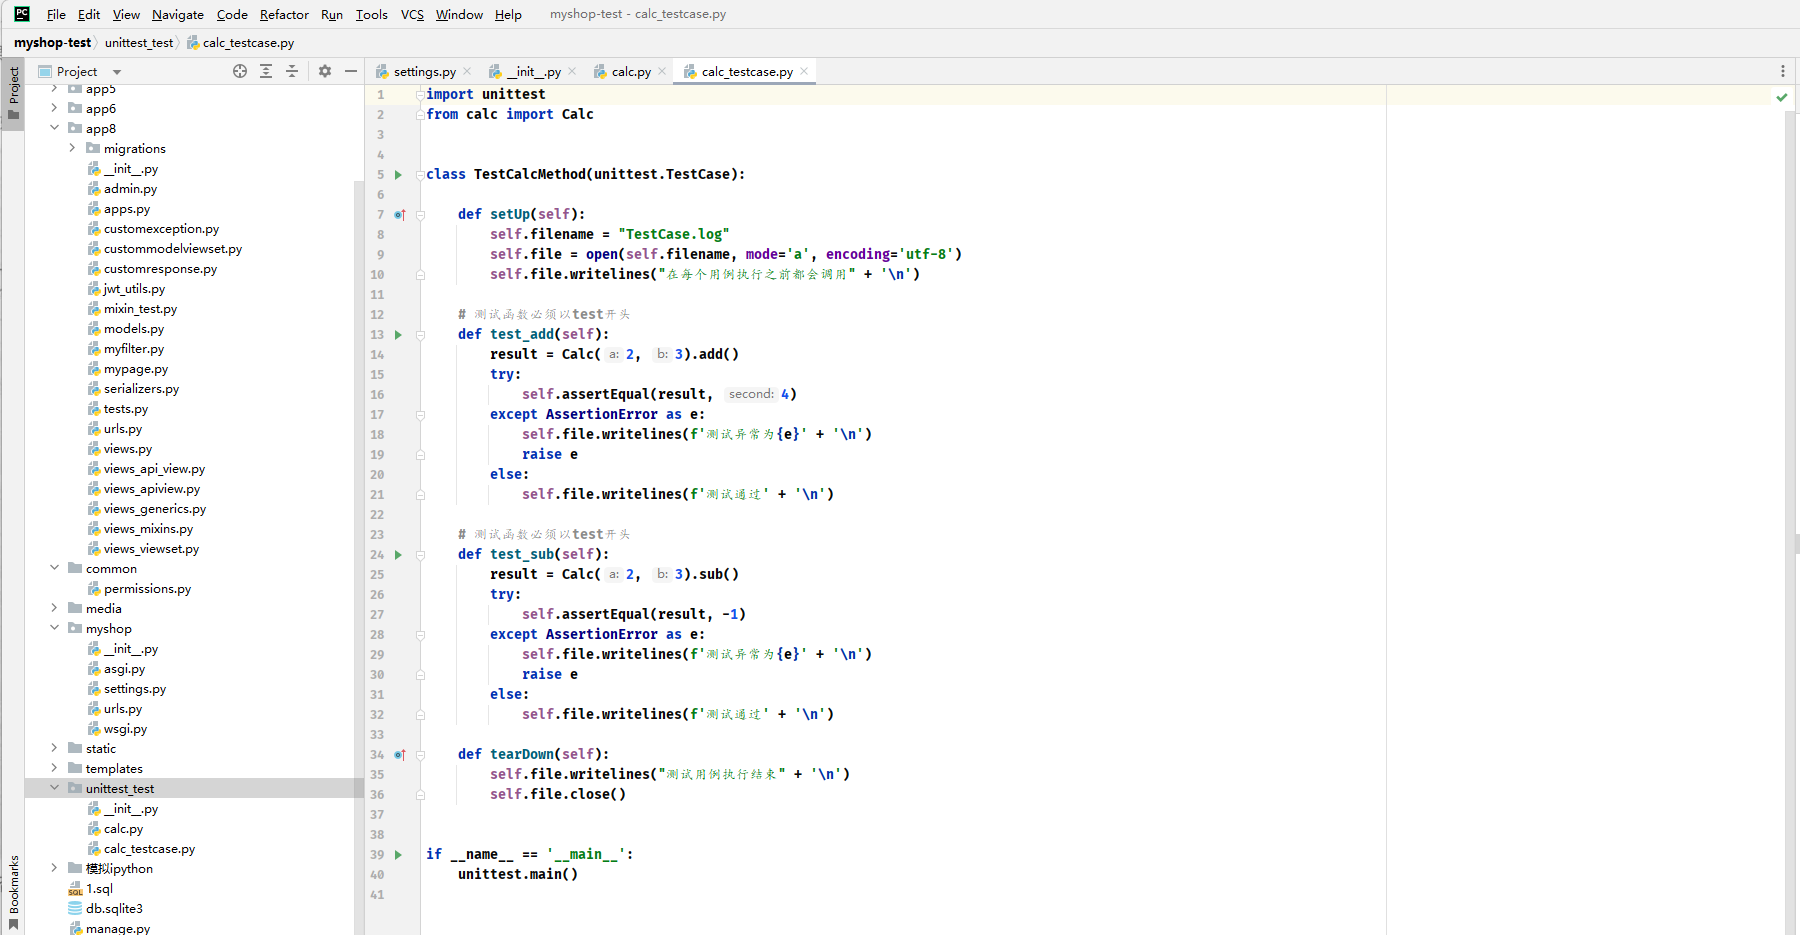 PC File Edit View Navigate Code Refactor Run Tools VCS Window Help myshop-test - calc_testcase.py
myshop-test unittest_test calc_testcase.py
Project
Project
settings.py __init__.py calc.py calc_testcase.py
app5
app6
app8
migrations
__init__.py
admin.py
apps.py
customexception.py
custommodelviewset.py
customresponse.py
jwt_utils.py
mixin_test.py
models.py
myfilter.py
mypage.py
serializers.py
tests.py
urls.py
views.py
views_api_view.py
views_apiview.py
views_generics.py
views_mixins.py
views_viewset.py
common
permissions.py
media
myshop
__init__.py
asgi.py
settings.py
urls.py
wsgi.py
static
templates
unittest_test
__init__.py
calc.py
calc_testcase.py
模拟ipython
SQL 1.sql
db.sqlite3
manage.py
Bookmarks
1 import unittest
2 from calc import Calc
3
4
5 class TestCalcMethod(unittest.TestCase):
6
7 def setUp(self):
8 self.filename = "TestCase.log"
9 self.file = open(self.filename, mode='a', encoding='utf-8')
10 self.file.writelines("在每个用例执行之前都会调用" + '\n')
11
12 # 测试函数必须以test开头
13 def test_add(self):
14 result = Calc( a: 2, b: 3).add()
15 try:
16 self.assertEqual(result, second: 4)
17 except AssertionError as e:
18 self.file.writelines(f'测试异常为{e}' + '\n')
19 raise e
20 else:
21 self.file.writelines(f'测试通过' + '\n')
22
23 # 测试函数必须以test开头
24 def test_sub(self):
25 result = Calc( a: 2, b: 3).sub()
26 try:
27 self.assertEqual(result, -1)
28 except AssertionError as e:
29 self.file.writelines(f'测试异常为{e}' + '\n')
30 raise e
31 else:
32 self.file.writelines(f'测试通过' + '\n')
33
34 def tearDown(self):
35 self.file.writelines("测试用例执行结束" + '\n')
36 self.file.close()
37
38
39 if __name__ == '__main__':
40 unittest.main()
41